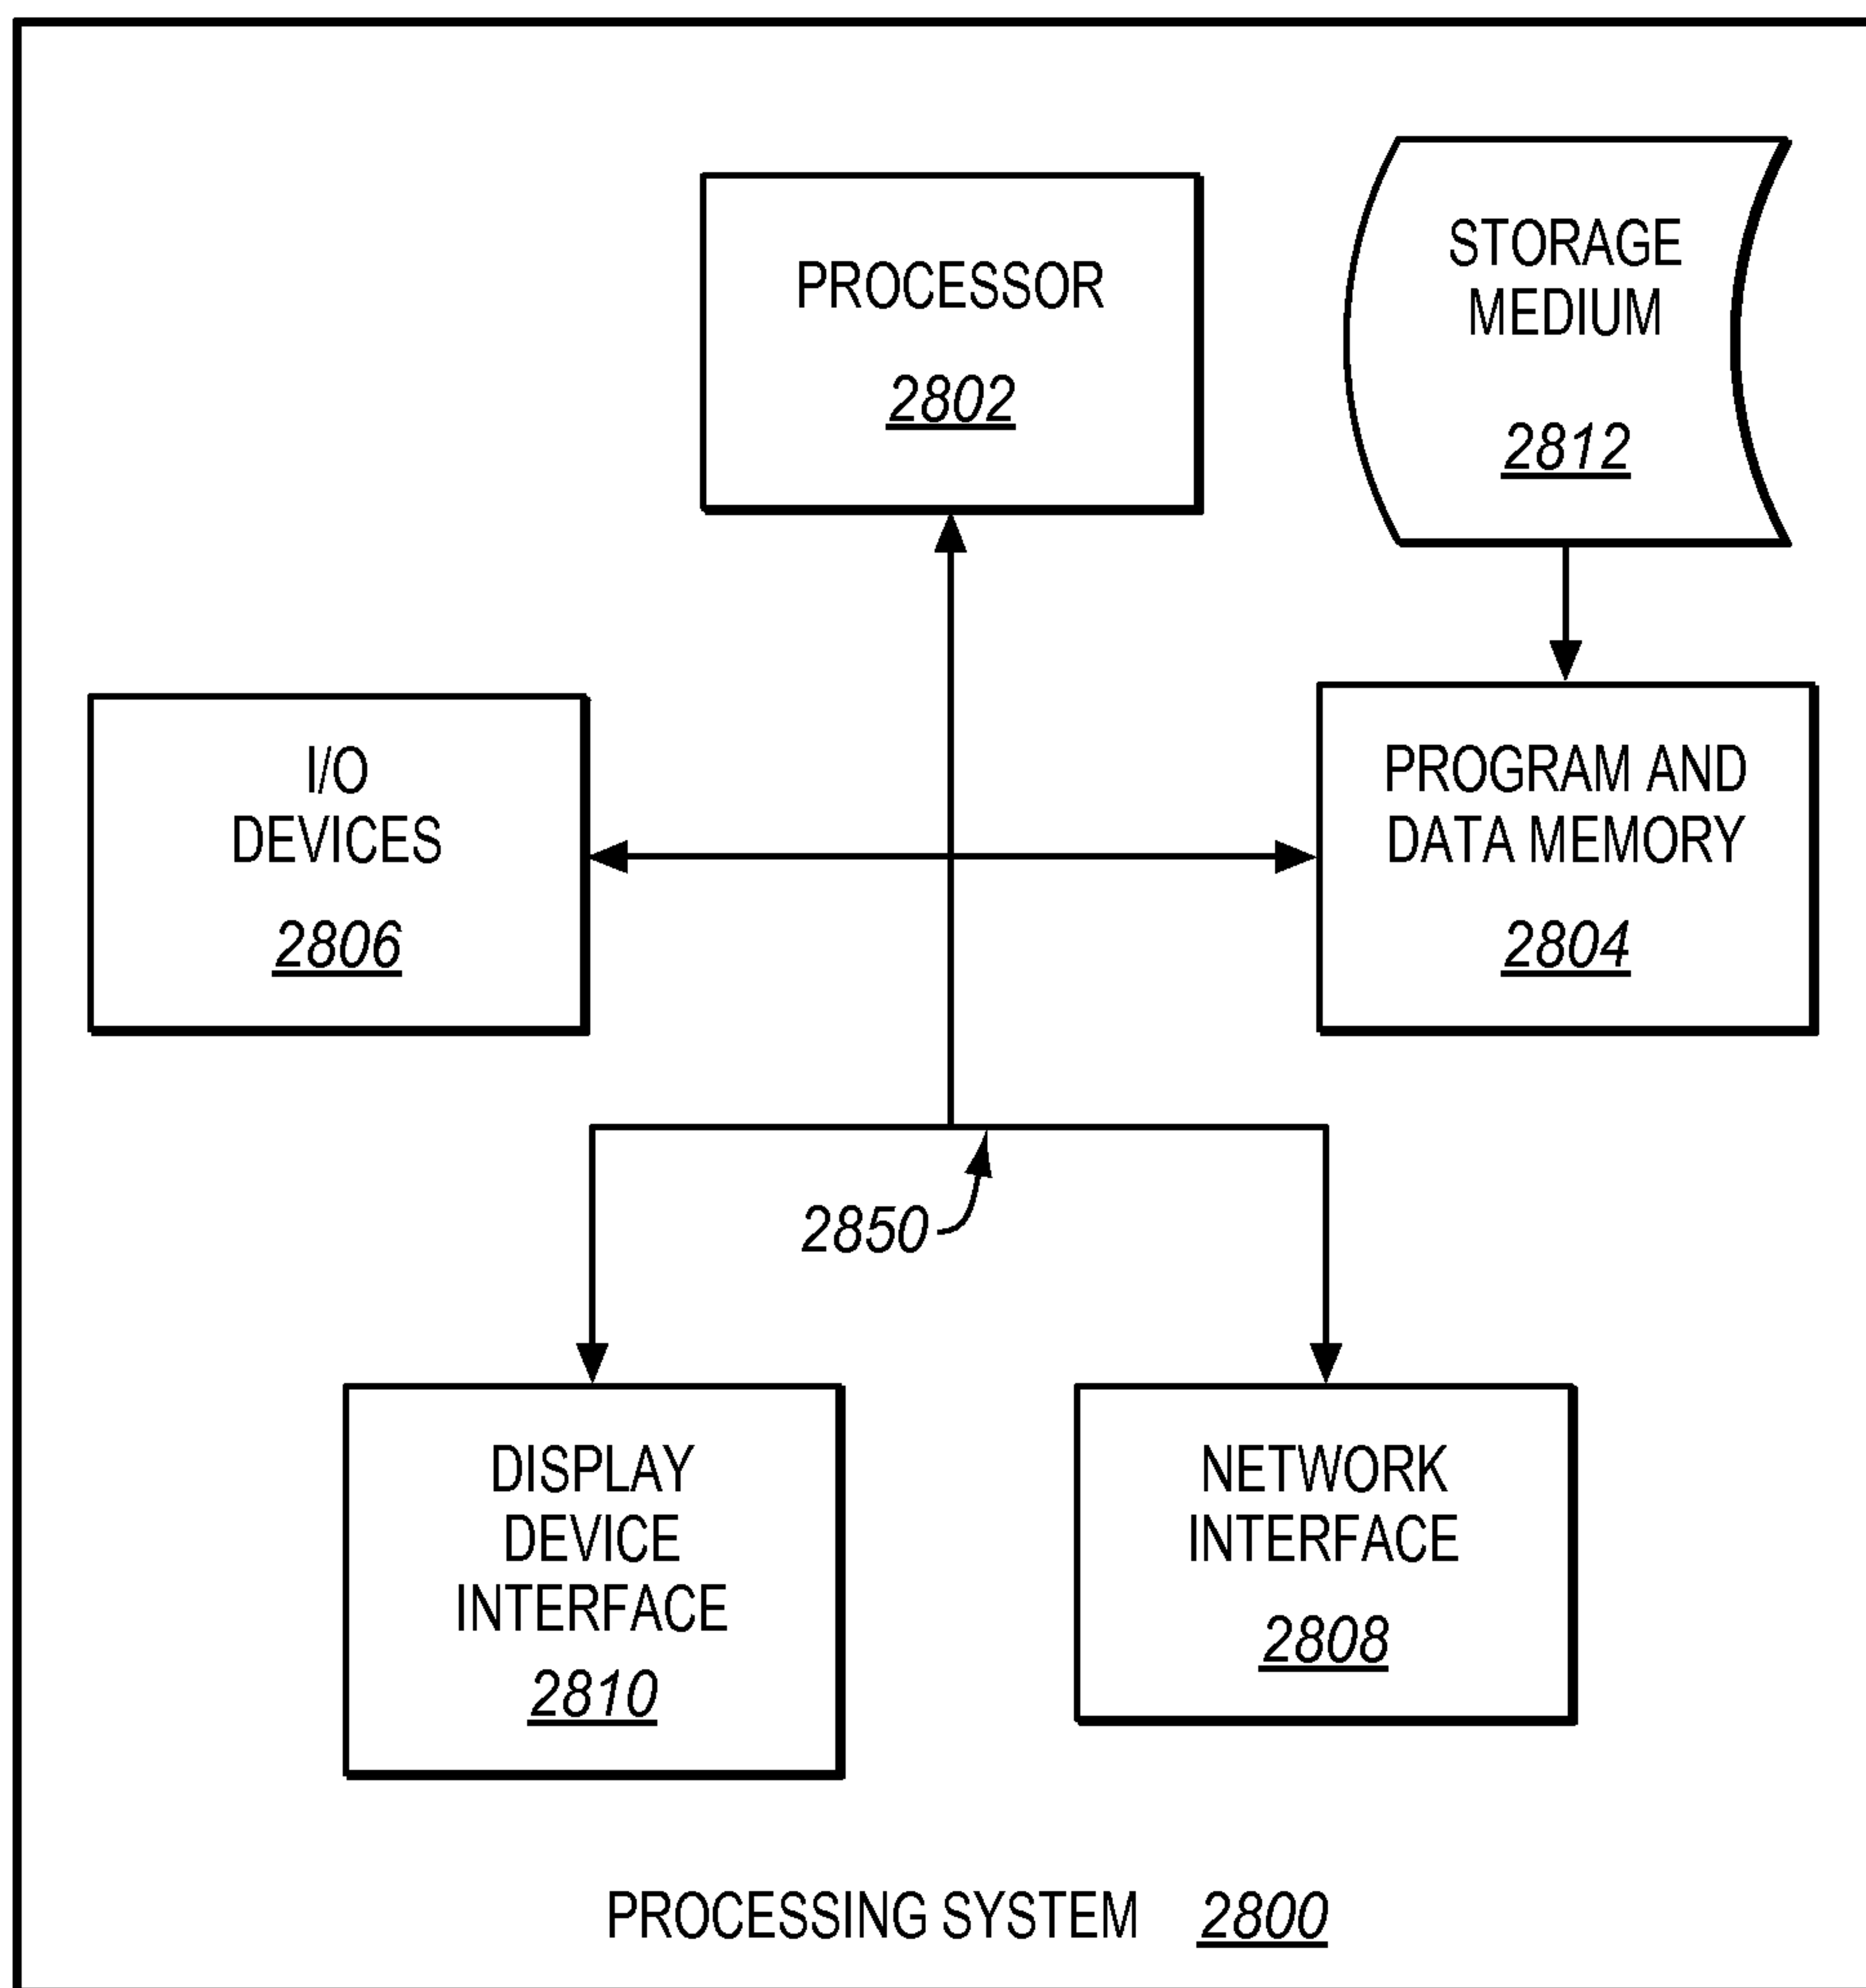 PROCESSOR
2802
STORAGE
MEDIUM
2812
I/O
DEVICES
2806
PROGRAM AND
DATA MEMORY
2804
2850
DISPLAY
DEVICE
INTERFACE
2810
NETWORK
INTERFACE
2808
PROCESSING SYSTEM 2800